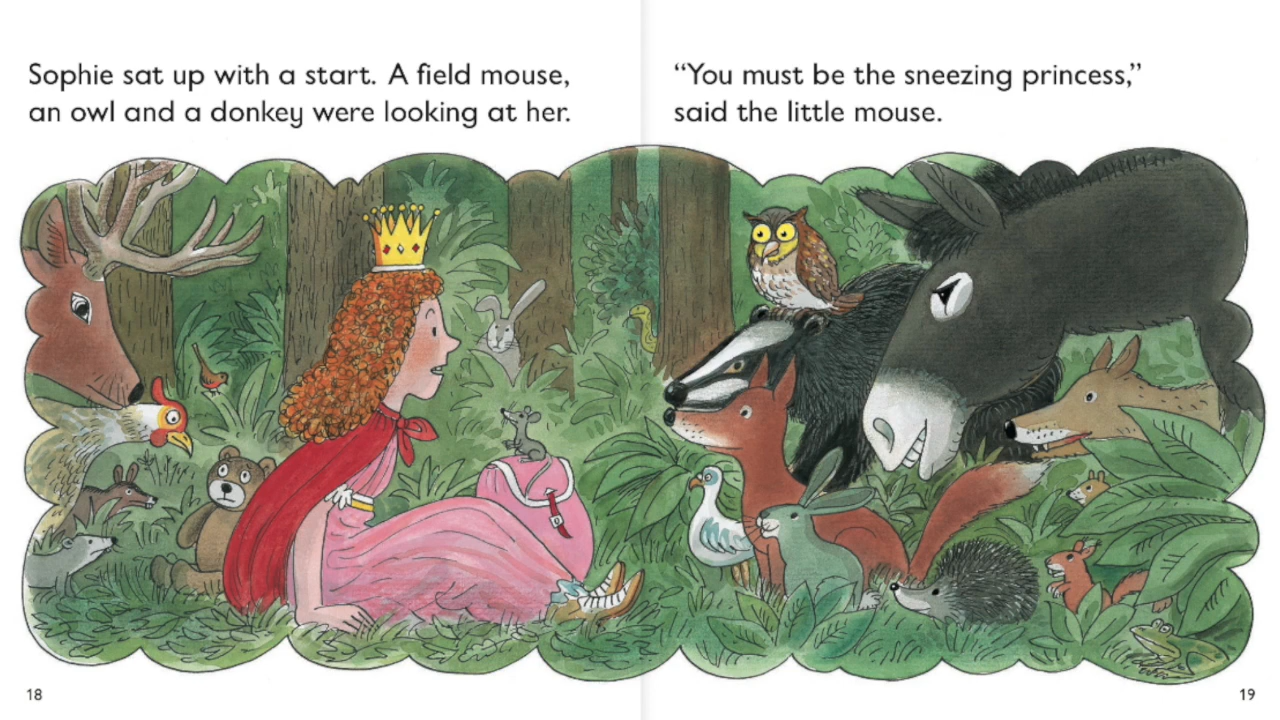 Sophie sat up with a start. A field mouse,
an owl and a donkey were looking at her.
“You must be the sneezing princess,”
said the little mouse.
18
19